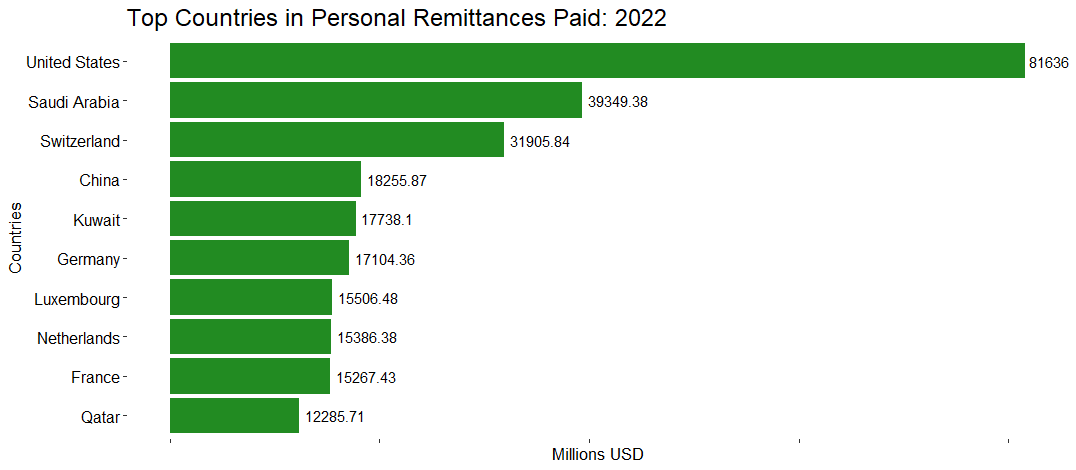 Top Countries in Personal Remittances Paid: 2022
United States
81636
Saudi Arabia
39349.38
Switzerland
31905.84
China
18255.87
Kuwait
17738.1
Germany
17104.36
Luxembourg
15506.48
Netherlands
15386.38
France
15267.43
Qatar
12285.71
Countries
Millions USD